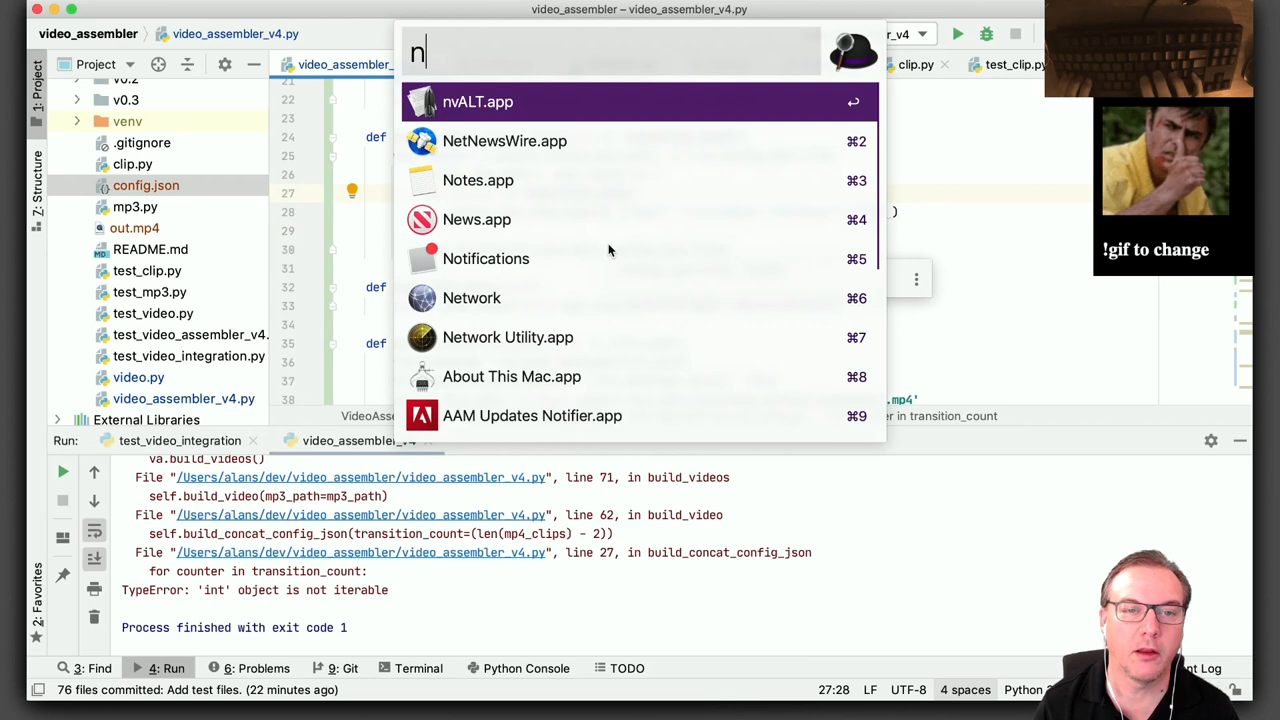 video_assembler – video_assembler_v4.py
video_assembler
video_assembler_v4.py
n
Project
video_assembler_
clip.py
test_clip.py
1: Project
Z: Structure
2: Favorites
v0.3
venv
.gitignore
clip.py
config.json
mp3.py
out.mp4
README.md
test_clip.py
test_mp3.py
test_video.py
test_video_assembler_v4.
test_video_integration.py
video.py
video_assembler_v4.py
External Libraries
22
23
24 def
25
26
27
28 )
29
30
31
32 def
33
34
35 def
36
37
38
nvALT.app
NetNewsWire.app ⌘2
Notes.app ⌘3
News.app ⌘4
Notifications ⌘5
Network ⌘6
Network Utility.app ⌘7
About This Mac.app ⌘8
AAM Updates Notifier.app ⌘9
!gif to change
Run: test_video_integration video_assembler_v4
va.build_videos()
File "/Users/alans/dev/video_assembler/video_assembler_v4.py", line 71, in build_videos
self.build_video(mp3_path=mp3_path)
File "/Users/alans/dev/video_assembler/video_assembler_v4.py", line 62, in build_video
self.build_concat_config_json(transition_count=(len(mp4_clips) - 2))
File "/Users/alans/dev/video_assembler/video_assembler_v4.py", line 27, in build_concat_config_json
for counter in transition_count:
TypeError: 'int' object is not iterable
Process finished with exit code 1
3: Find 4: Run 6: Problems 9: Git Terminal Python Console TODO
76 files committed: Add test files. (22 minutes ago) 27:28 LF UTF-8 4 spaces